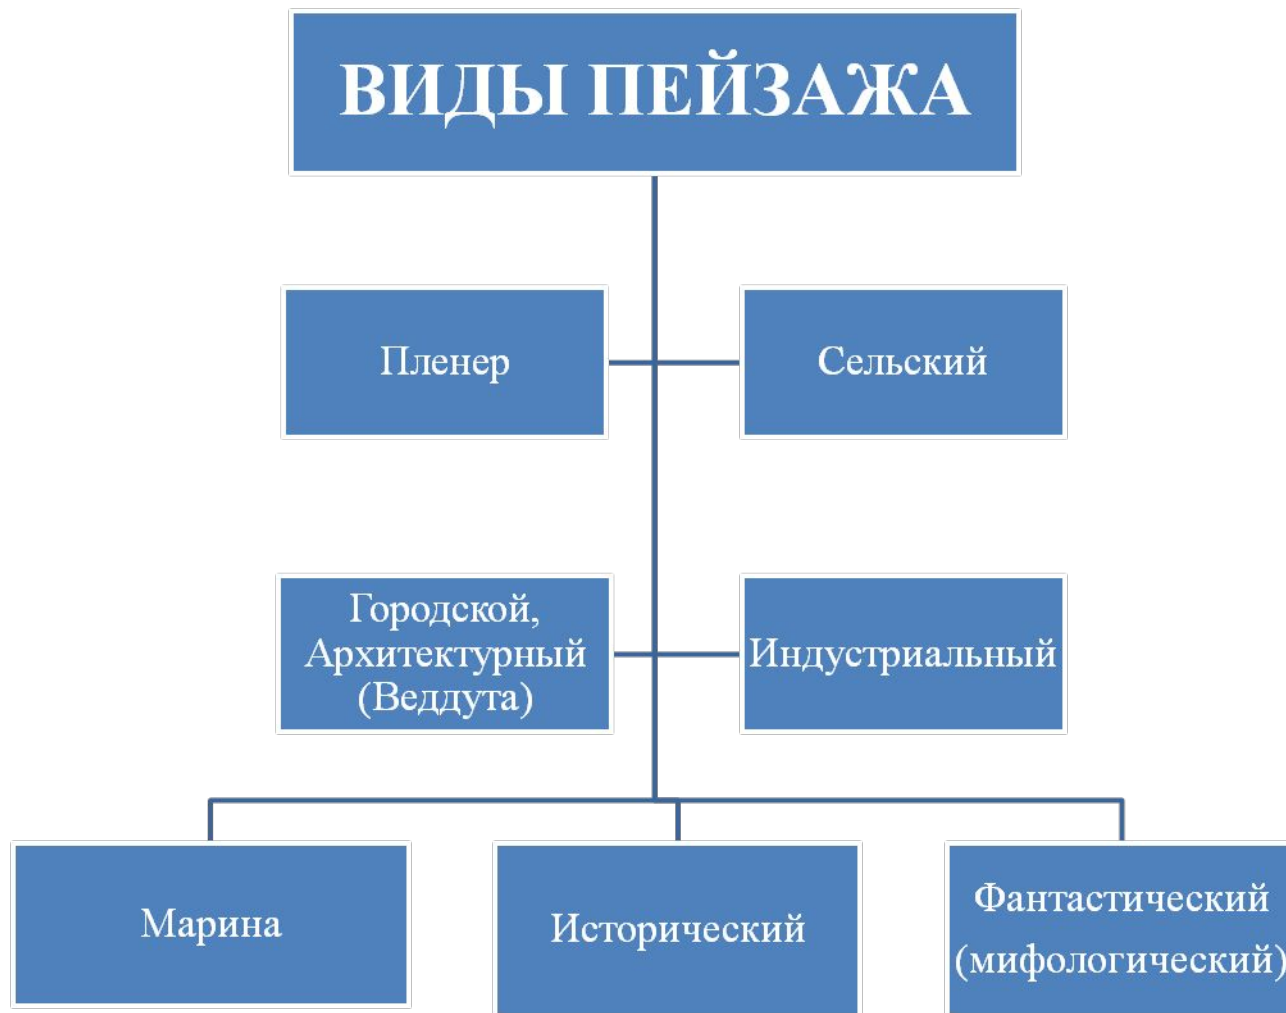 ВИДЫ ПЕЙЗАЖА
Пленер
Сельский
Городской,
Архитектурный
(Веддута)
Индустриальный
Марина
Исторический
Фантастический
(мифологический)